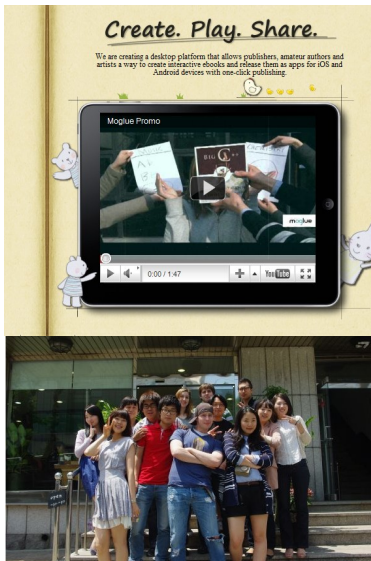 Create. Play. Share.
We are creating a desktop platform that allows publishers, amateur authors and
artists a way to create interactive ebooks and release them as apps for iOS and
Android devices with one-click publishing.
Moglue Promo
BIG
moglue
0:00 / 1:47
YouTube